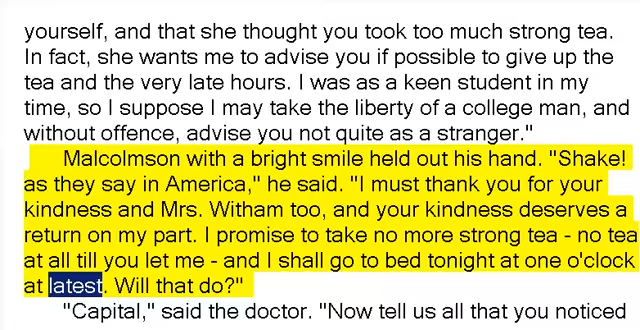 yourself, and that she thought you took too much strong tea.
In fact, she wants me to advise you if possible to give up the
tea and the very late hours. I was as a keen student in my
time, so I suppose I may take the liberty of a college man, and
without offence, advise you not quite as a stranger."
Malcolmson with a bright smile held out his hand. "Shake!
as they say in America," he said. "I must thank you for your
kindness and Mrs. Witham too, and your kindness deserves a
return on my part. I promise to take no more strong tea - no tea
at all till you let me - and I shall go to bed tonight at one o'clock
at latest. Will that do?"
"Capital," said the doctor. "Now tell us all that you noticed